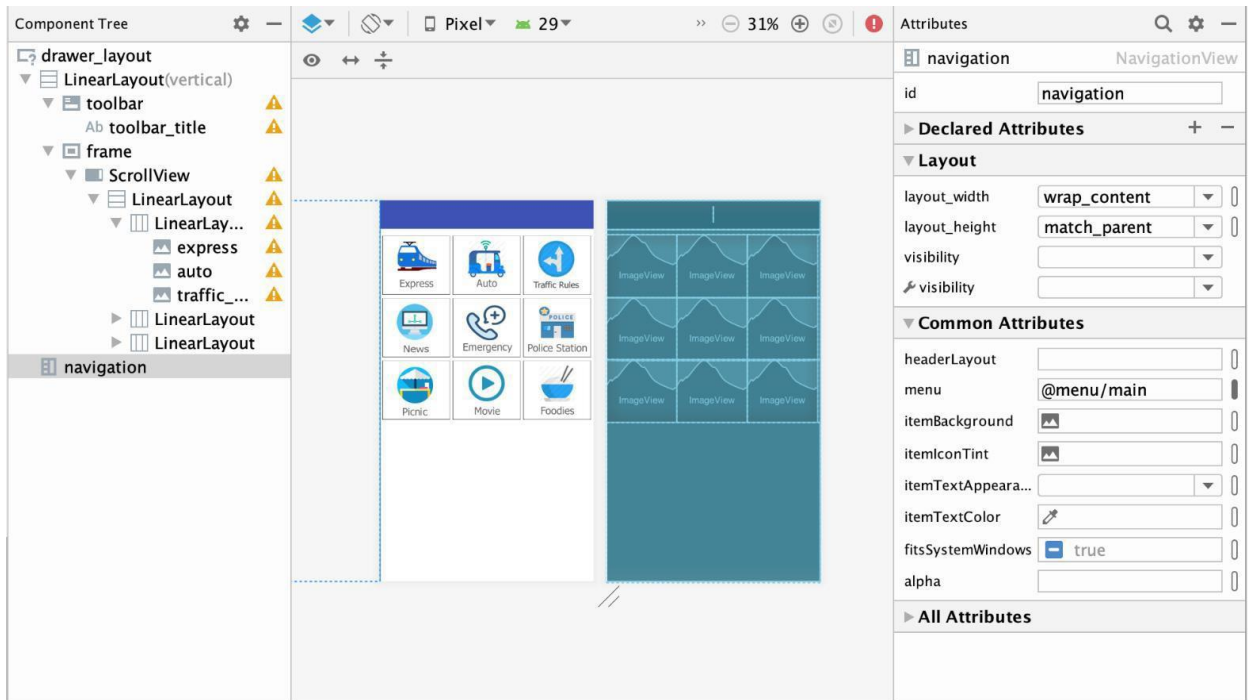 Component Tree
drawer_layout
LinearLayout(vertical)
toolbar
Ab toolbar_title
frame
ScrollView
LinearLayout
LinearLay...
express
auto
traffic_...
LinearLayout
LinearLayout
navigation
Pixel
29
31%
Express
Auto
Traffic Rules
News
Emergency
POLICE
Police Station
Picnic
Movie
Foodies
ImageView ImageView ImageView
ImageView ImageView ImageView
ImageView ImageView ImageView
Attributes
navigation NavigationView
id navigation
Declared Attributes
Layout
layout_width wrap_content
layout_height match_parent
visibility
visibility
Common Attributes
headerLayout
menu @menu/main
itemBackground
itemIconTint
itemTextAppeara...
itemTextColor
fitsSystemWindows true
alpha
All Attributes